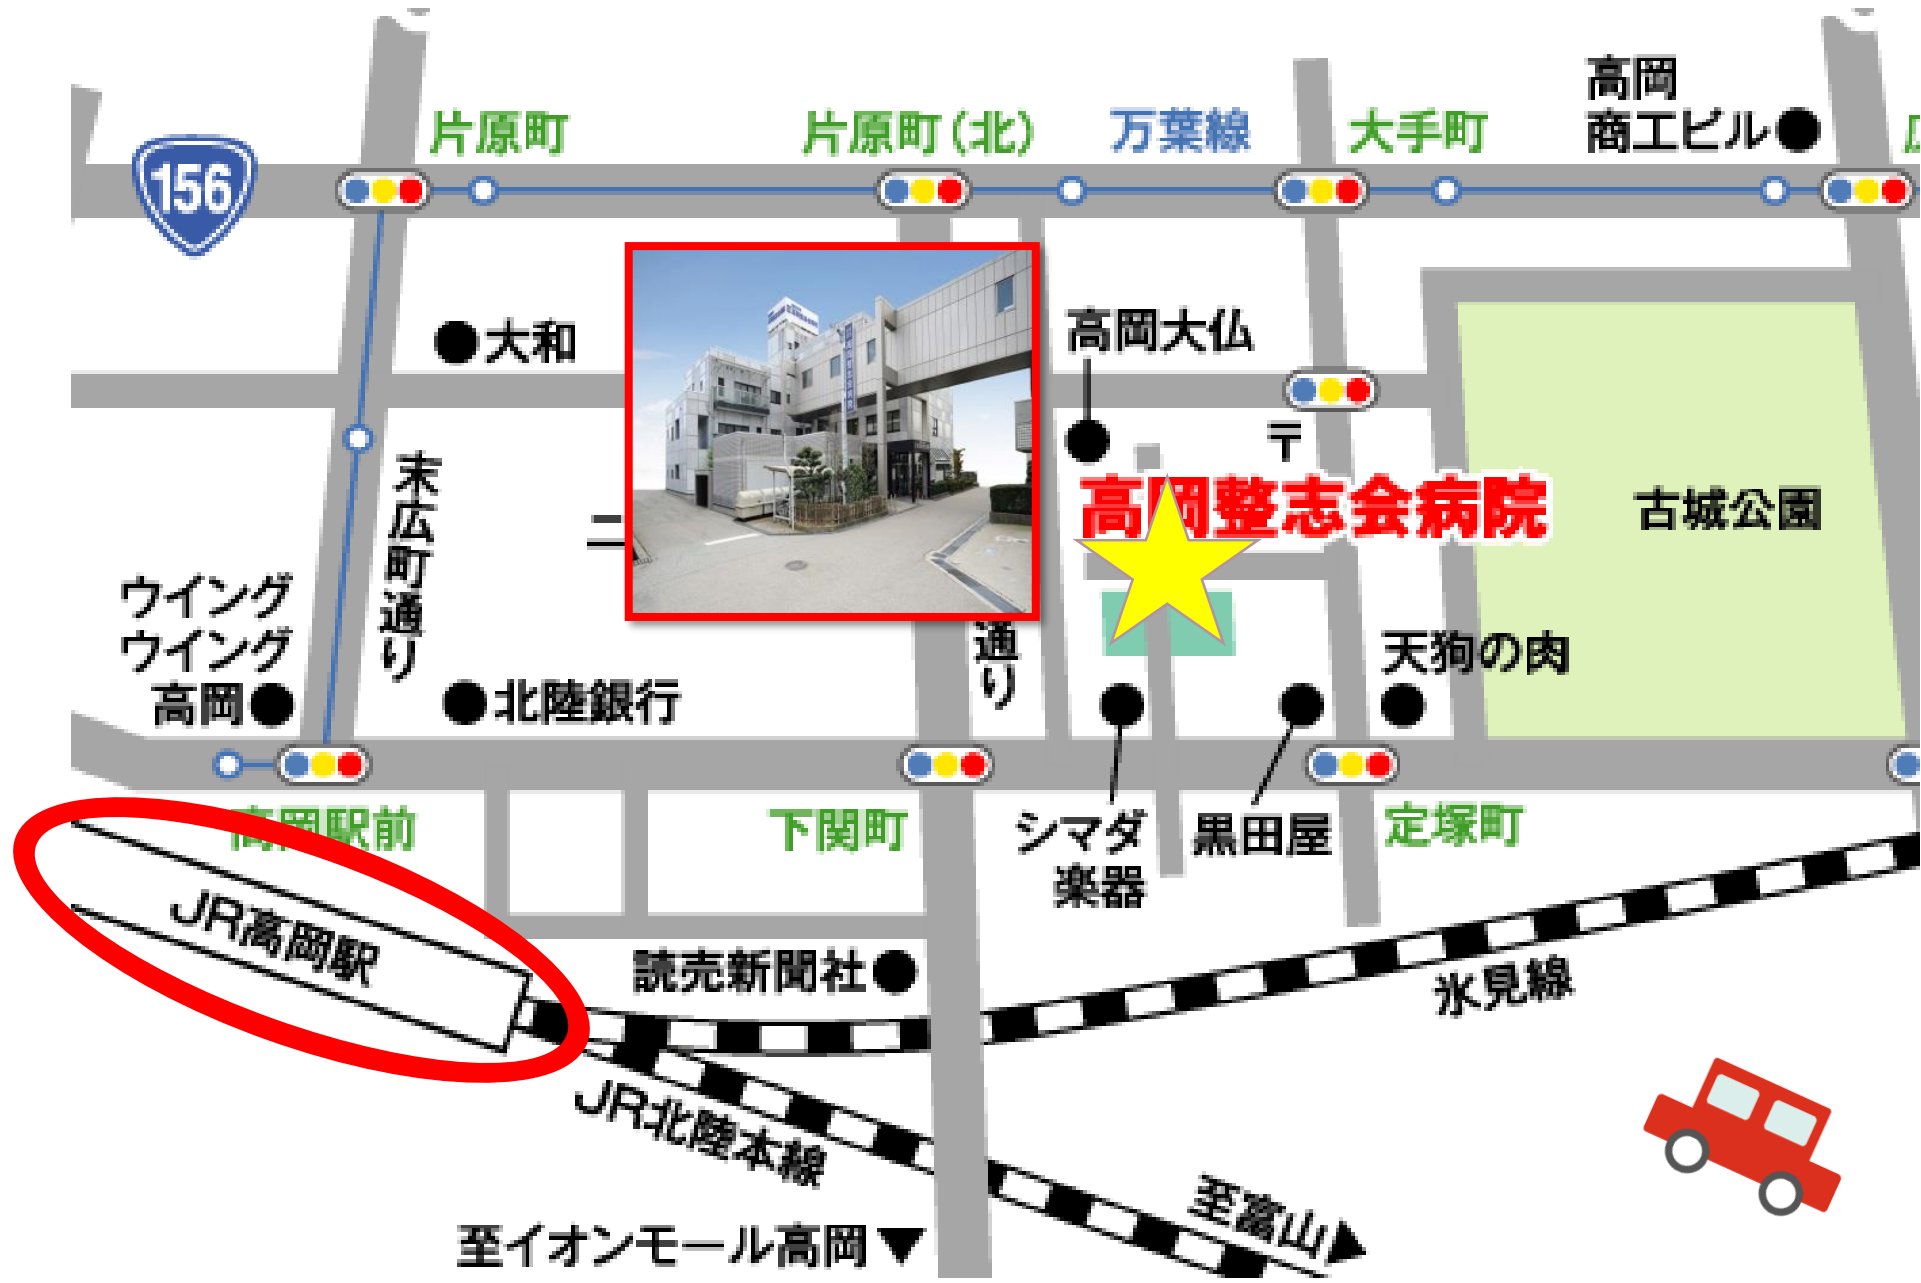 高岡
商工ビル
片原町
片原町(北)
万葉線
大手町
156
大和
高岡大仏
〒
高岡整志会病院
古城公園
末広町通り
二
通り
ウイング
ウイング
高岡
北陸銀行
天狗の肉
高岡駅前
下関町
シマダ
楽器
黒田屋
定塚町
JR高岡駅
読売新聞社
氷見線
JR北陸本線
至富山▶
至イオンモール高岡▼